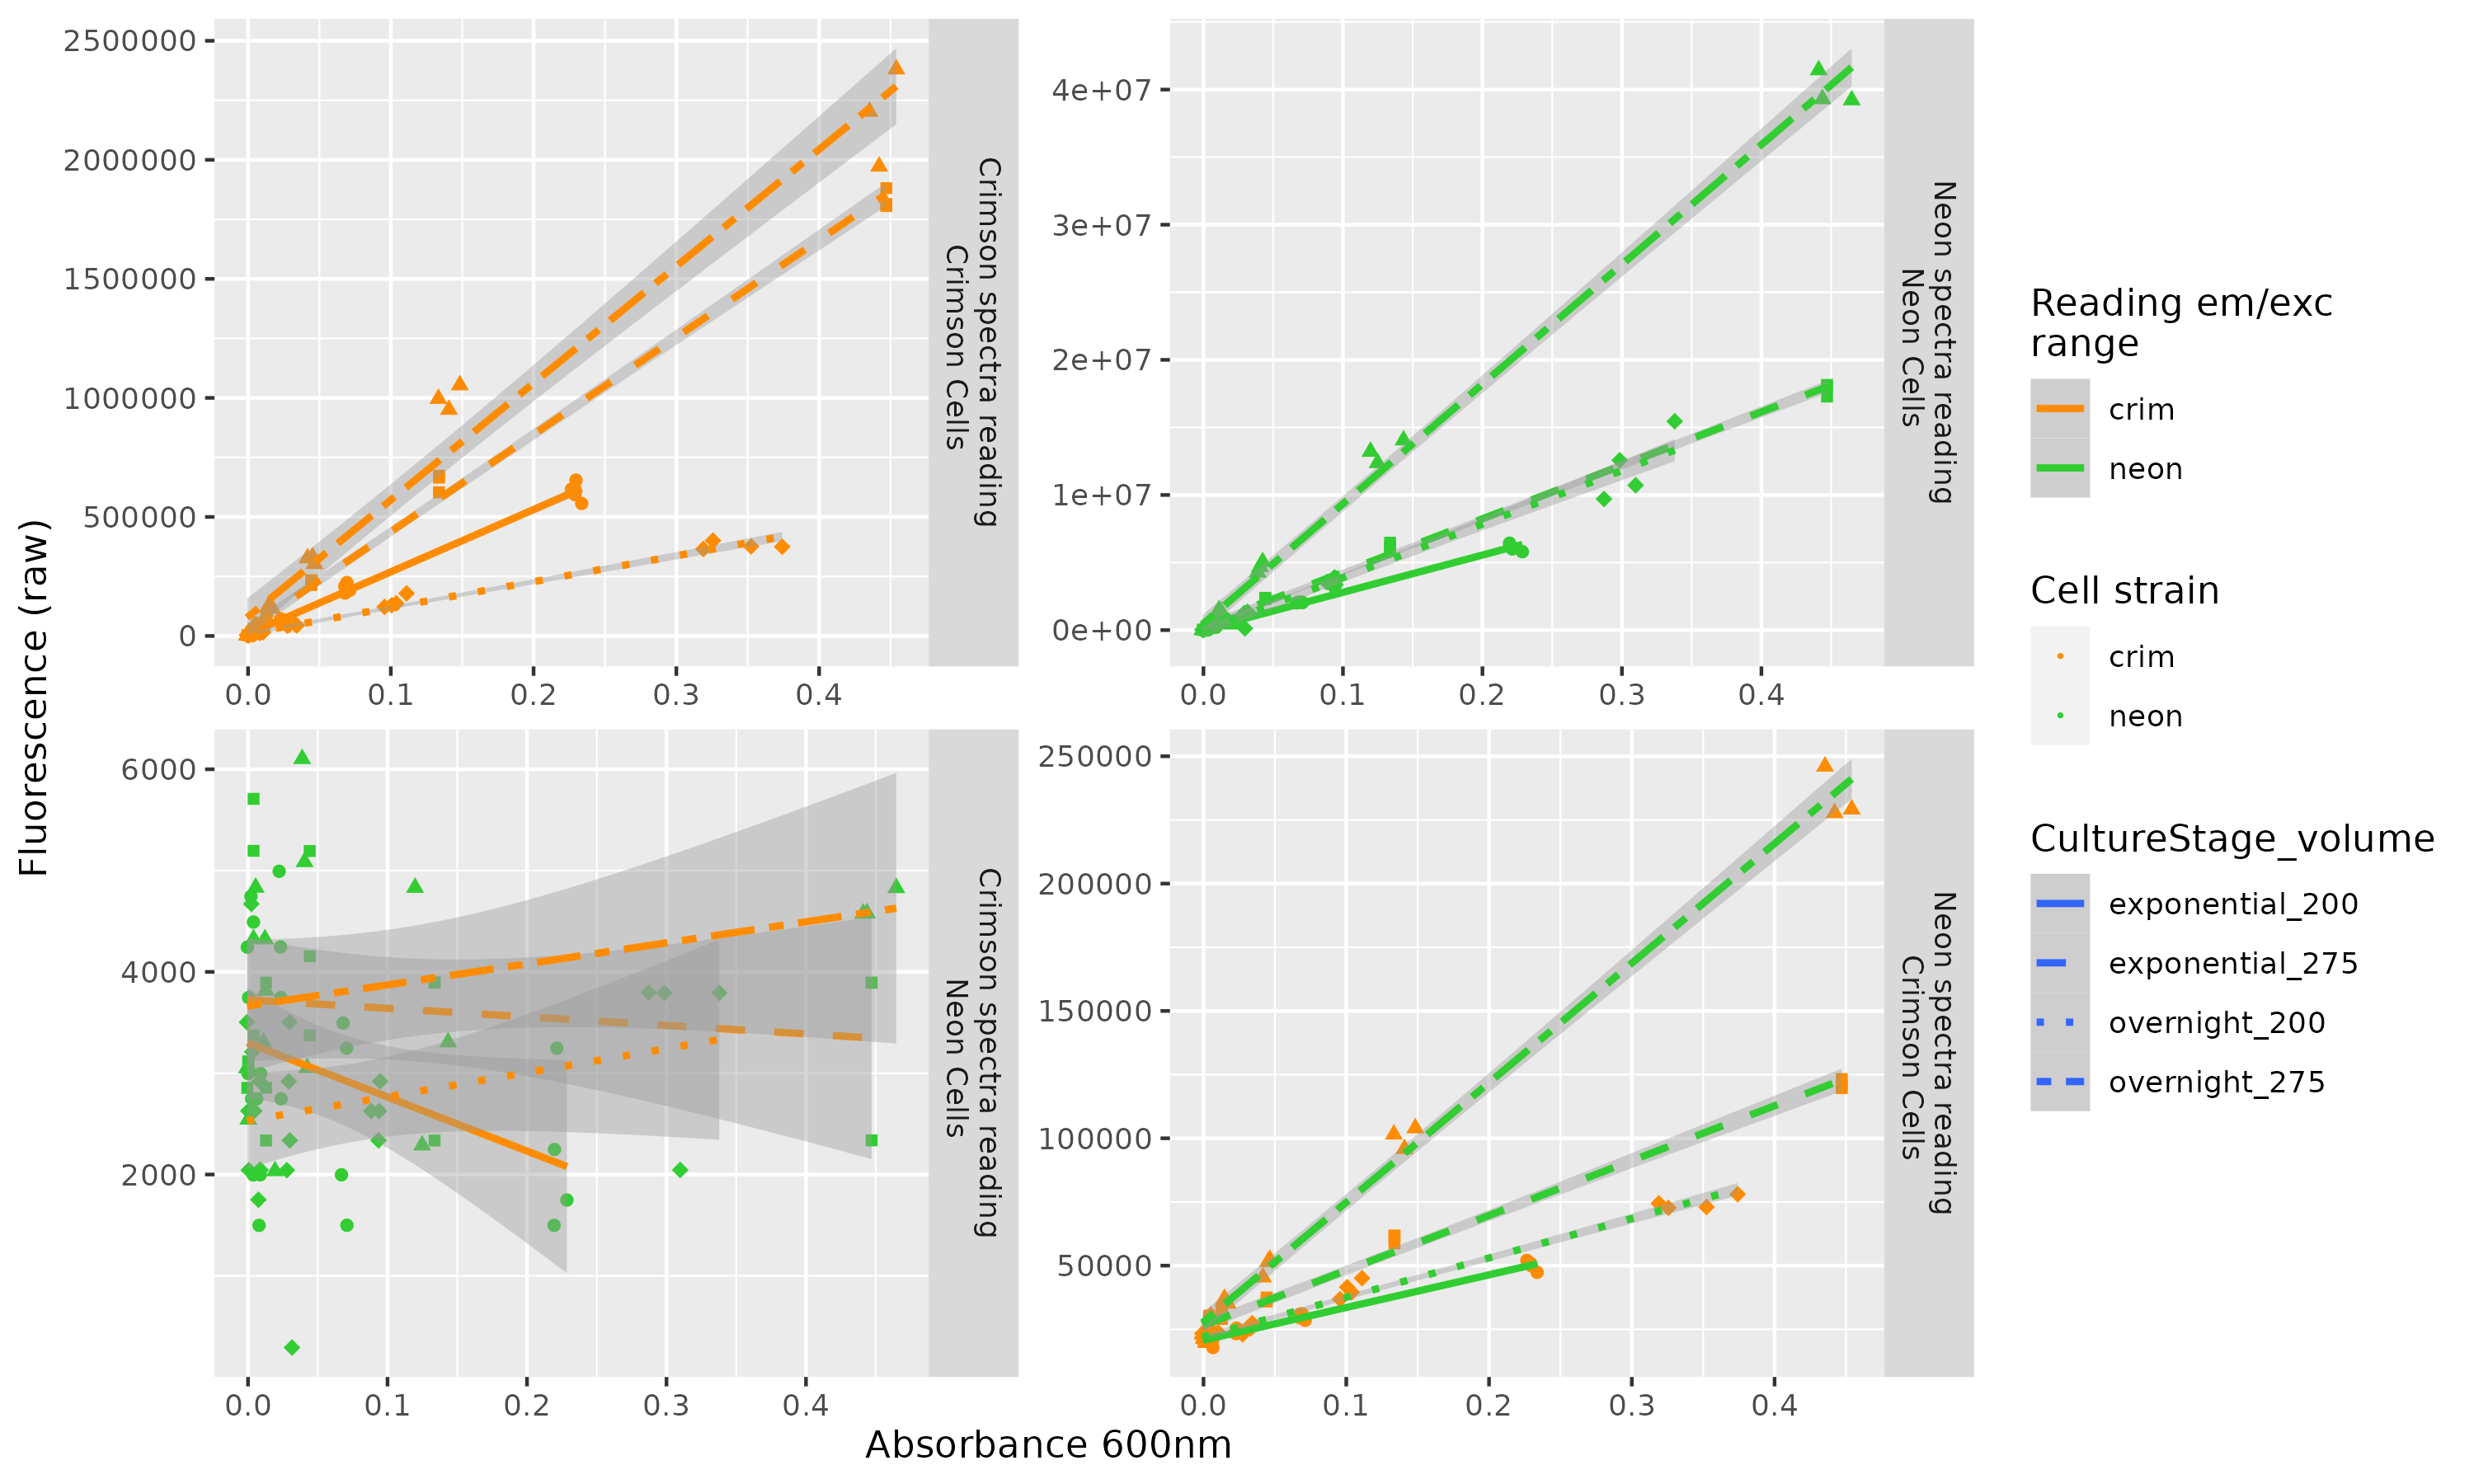 Fluorescence (raw)
2500000
2000000
1500000
1000000
500000
0
0.0 0.1 0.2 0.3 0.4
Crimson spectra reading
Crimson Cells
4e+07
3e+07
2e+07
1e+07
0e+00
0.0 0.1 0.2 0.3 0.4
Neon spectra reading
Neon Cells
6000
4000
2000
0.0 0.1 0.2 0.3 0.4
Crimson spectra reading
Neon Cells
250000
200000
150000
100000
50000
0.0 0.1 0.2 0.3 0.4
Neon spectra reading
Crimson Cells
Absorbance 600nm
Reading em/exc
range
crim
neon
Cell strain
crim
neon
CultureStage_volume
exponential_200
exponential_275
overnight_200
overnight_275